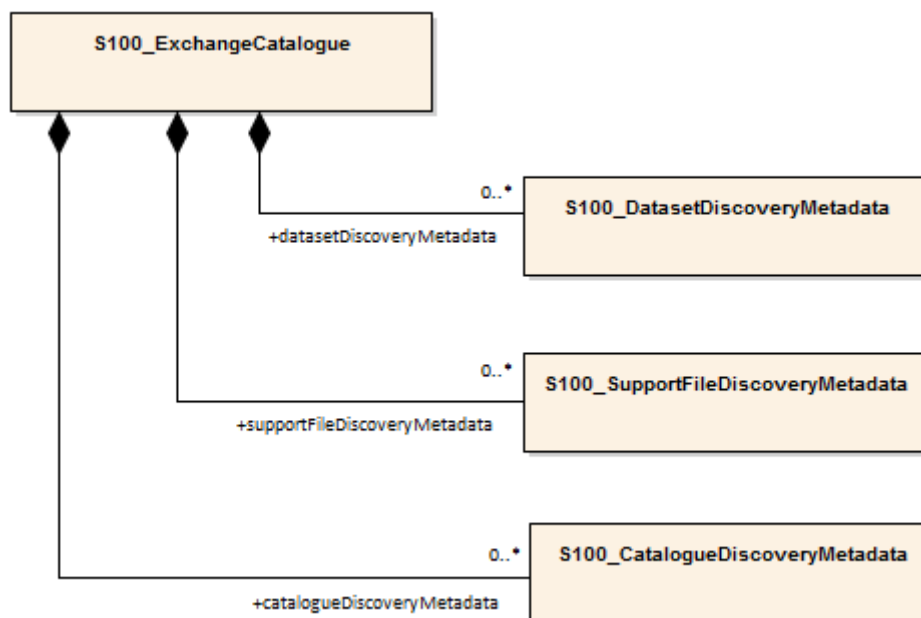 S100_ExchangeCatalogue
0..*
S100_DatasetDiscoveryMetadata
+datasetDiscoveryMetadata
0..*
S100_SupportFileDiscoveryMetadata
+supportFileDiscoveryMetadata
0..*
S100_CatalogueDiscoveryMetadata
+catalogueDiscoveryMetadata